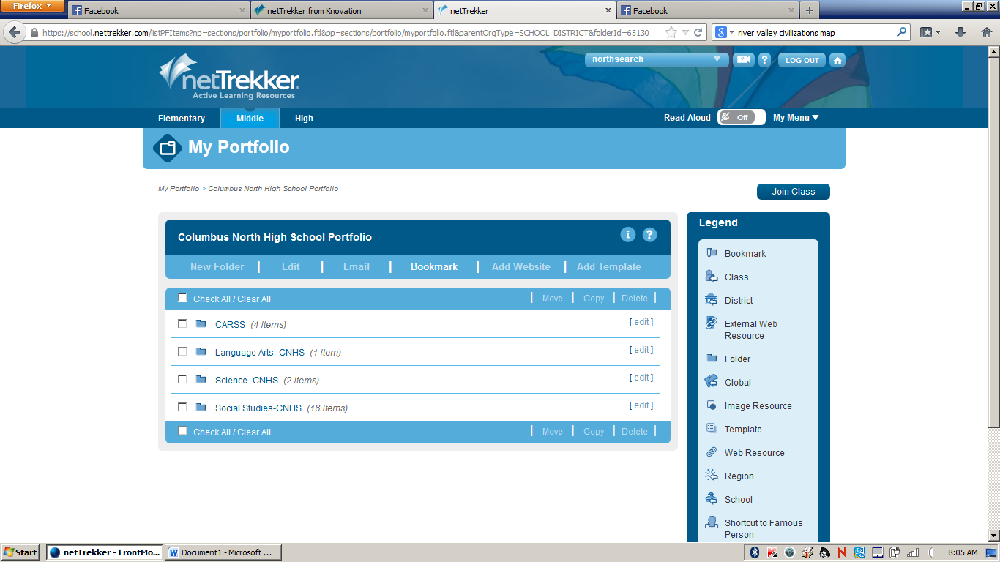 Firefox
Facebook
netTrekker from Knovation
netTrekker
Facebook
https://school.nettrekker.com/listPFItems?np=sections/portfolio/myportfolio.ftl&pp=sections/portfolio/myportfolio.ftl&parentOrgType=SCHOOL_DISTRICT&folderId=65130
river valley civilizations map
netTrekker®
Active Learning Resources
northsearch
?
LOG OUT
Elementary
Middle
High
Read Aloud
Off
My Menu ▼
My Portfolio
My Portfolio > Columbus North High School Portfolio
Join Class
Columbus North High School Portfolio
i ?
New Folder | Edit | Email | Bookmark | Add Website | Add Template
Check All / Clear All | Move | Copy | Delete |
CARSS (4 Items) [ edit ]
Language Arts- CNHS (1 Item) [ edit ]
Science- CNHS (2 Items) [ edit ]
Social Studies-CNHS (18 Items) [ edit ]
Check All / Clear All | Move | Copy | Delete |
Legend
Bookmark
Class
District
External Web
Resource
Folder
Global
Image Resource
Template
Web Resource
Region
School
Shortcut to Famous
Person
Start
netTrekker - FrontMo...
Document1 - Microsoft ...
8:05 AM